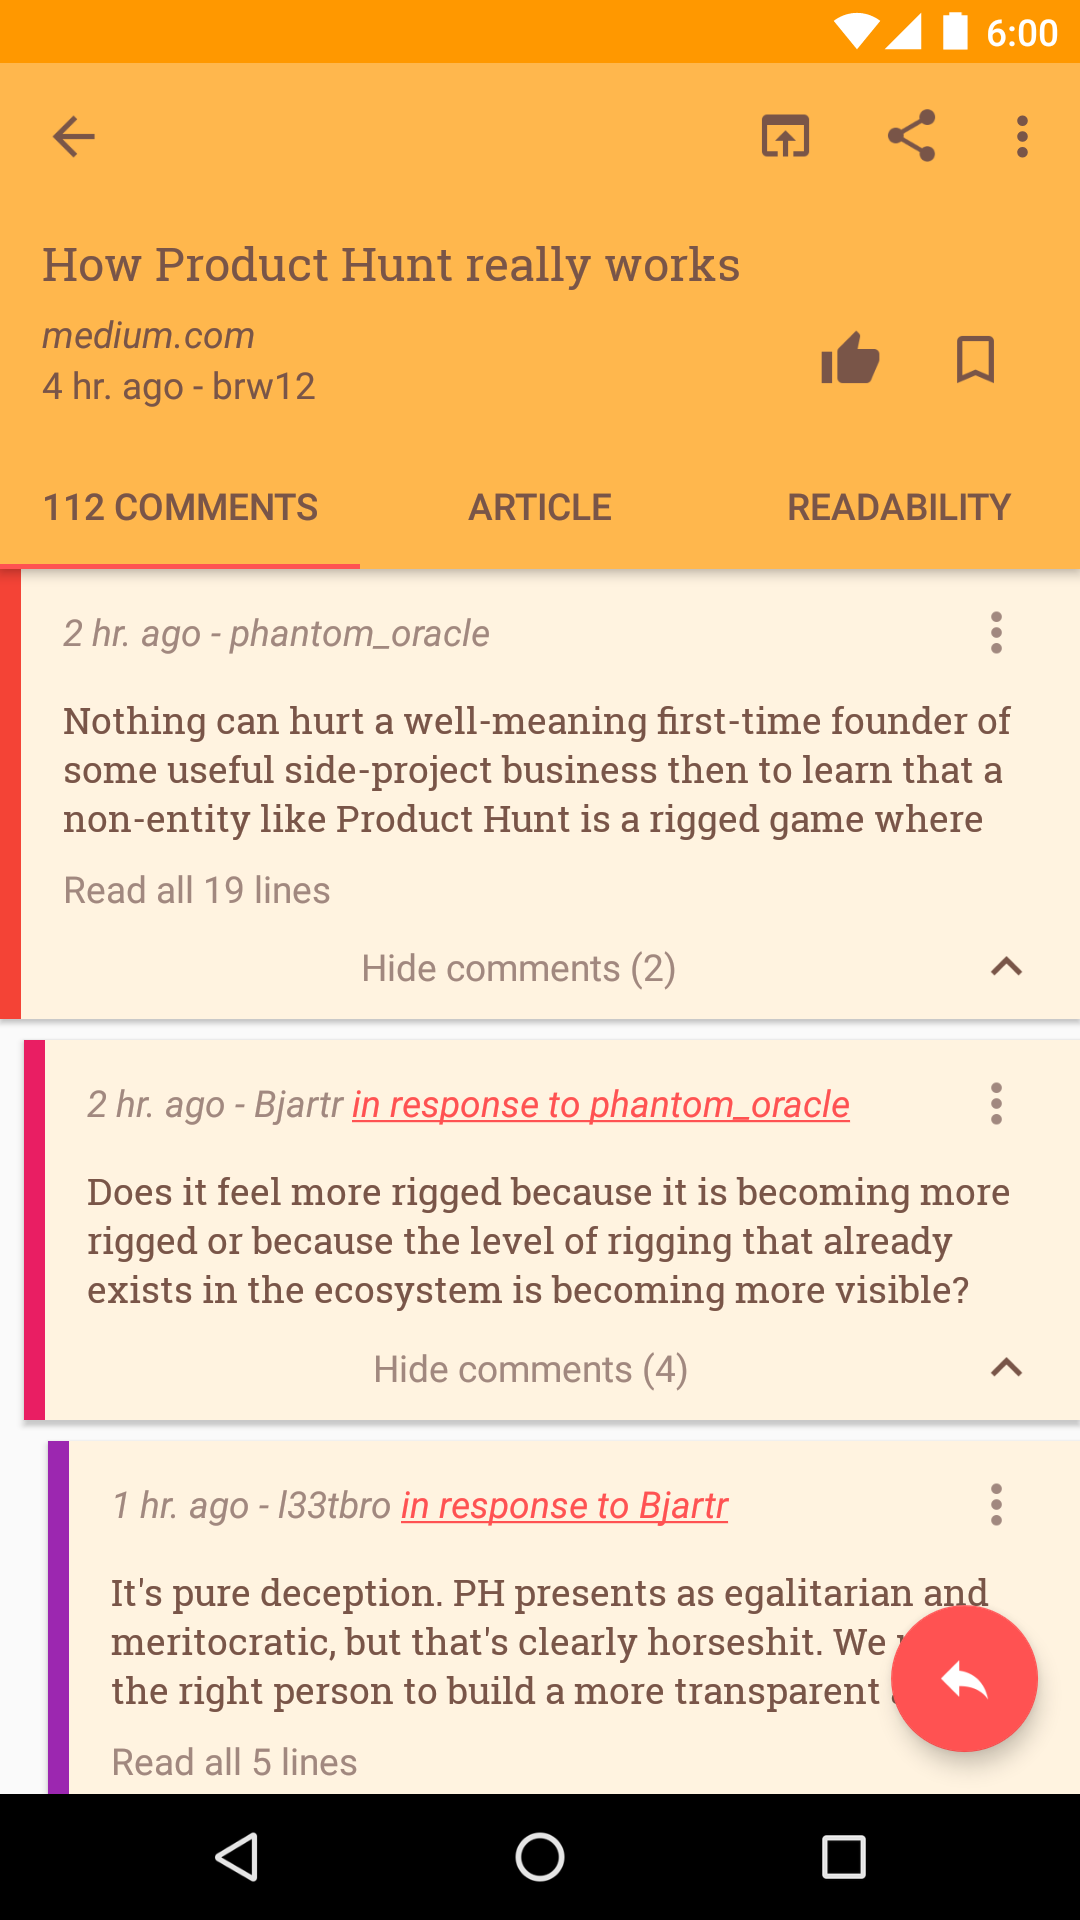 6:00
How Product Hunt really works
medium.com
4 hr. ago - brw12
112 COMMENTS
ARTICLE
READABILITY
2 hr. ago - phantom_oracle
Nothing can hurt a well-meaning first-time founder of
some useful side-project business then to learn that a
non-entity like Product Hunt is a rigged game where
Read all 19 lines
Hide comments (2)
2 hr. ago - Bjartr in response to phantom_oracle
Does it feel more rigged because it is becoming more
rigged or because the level of rigging that already
exists in the ecosystem is becoming more visible?
Hide comments (4)
1 hr. ago - l33tbro in response to Bjartr
It's pure deception. PH presents as egalitarian and
meritocratic, but that's clearly horseshit. We
the right person to build a more transparent
Read all 5 lines